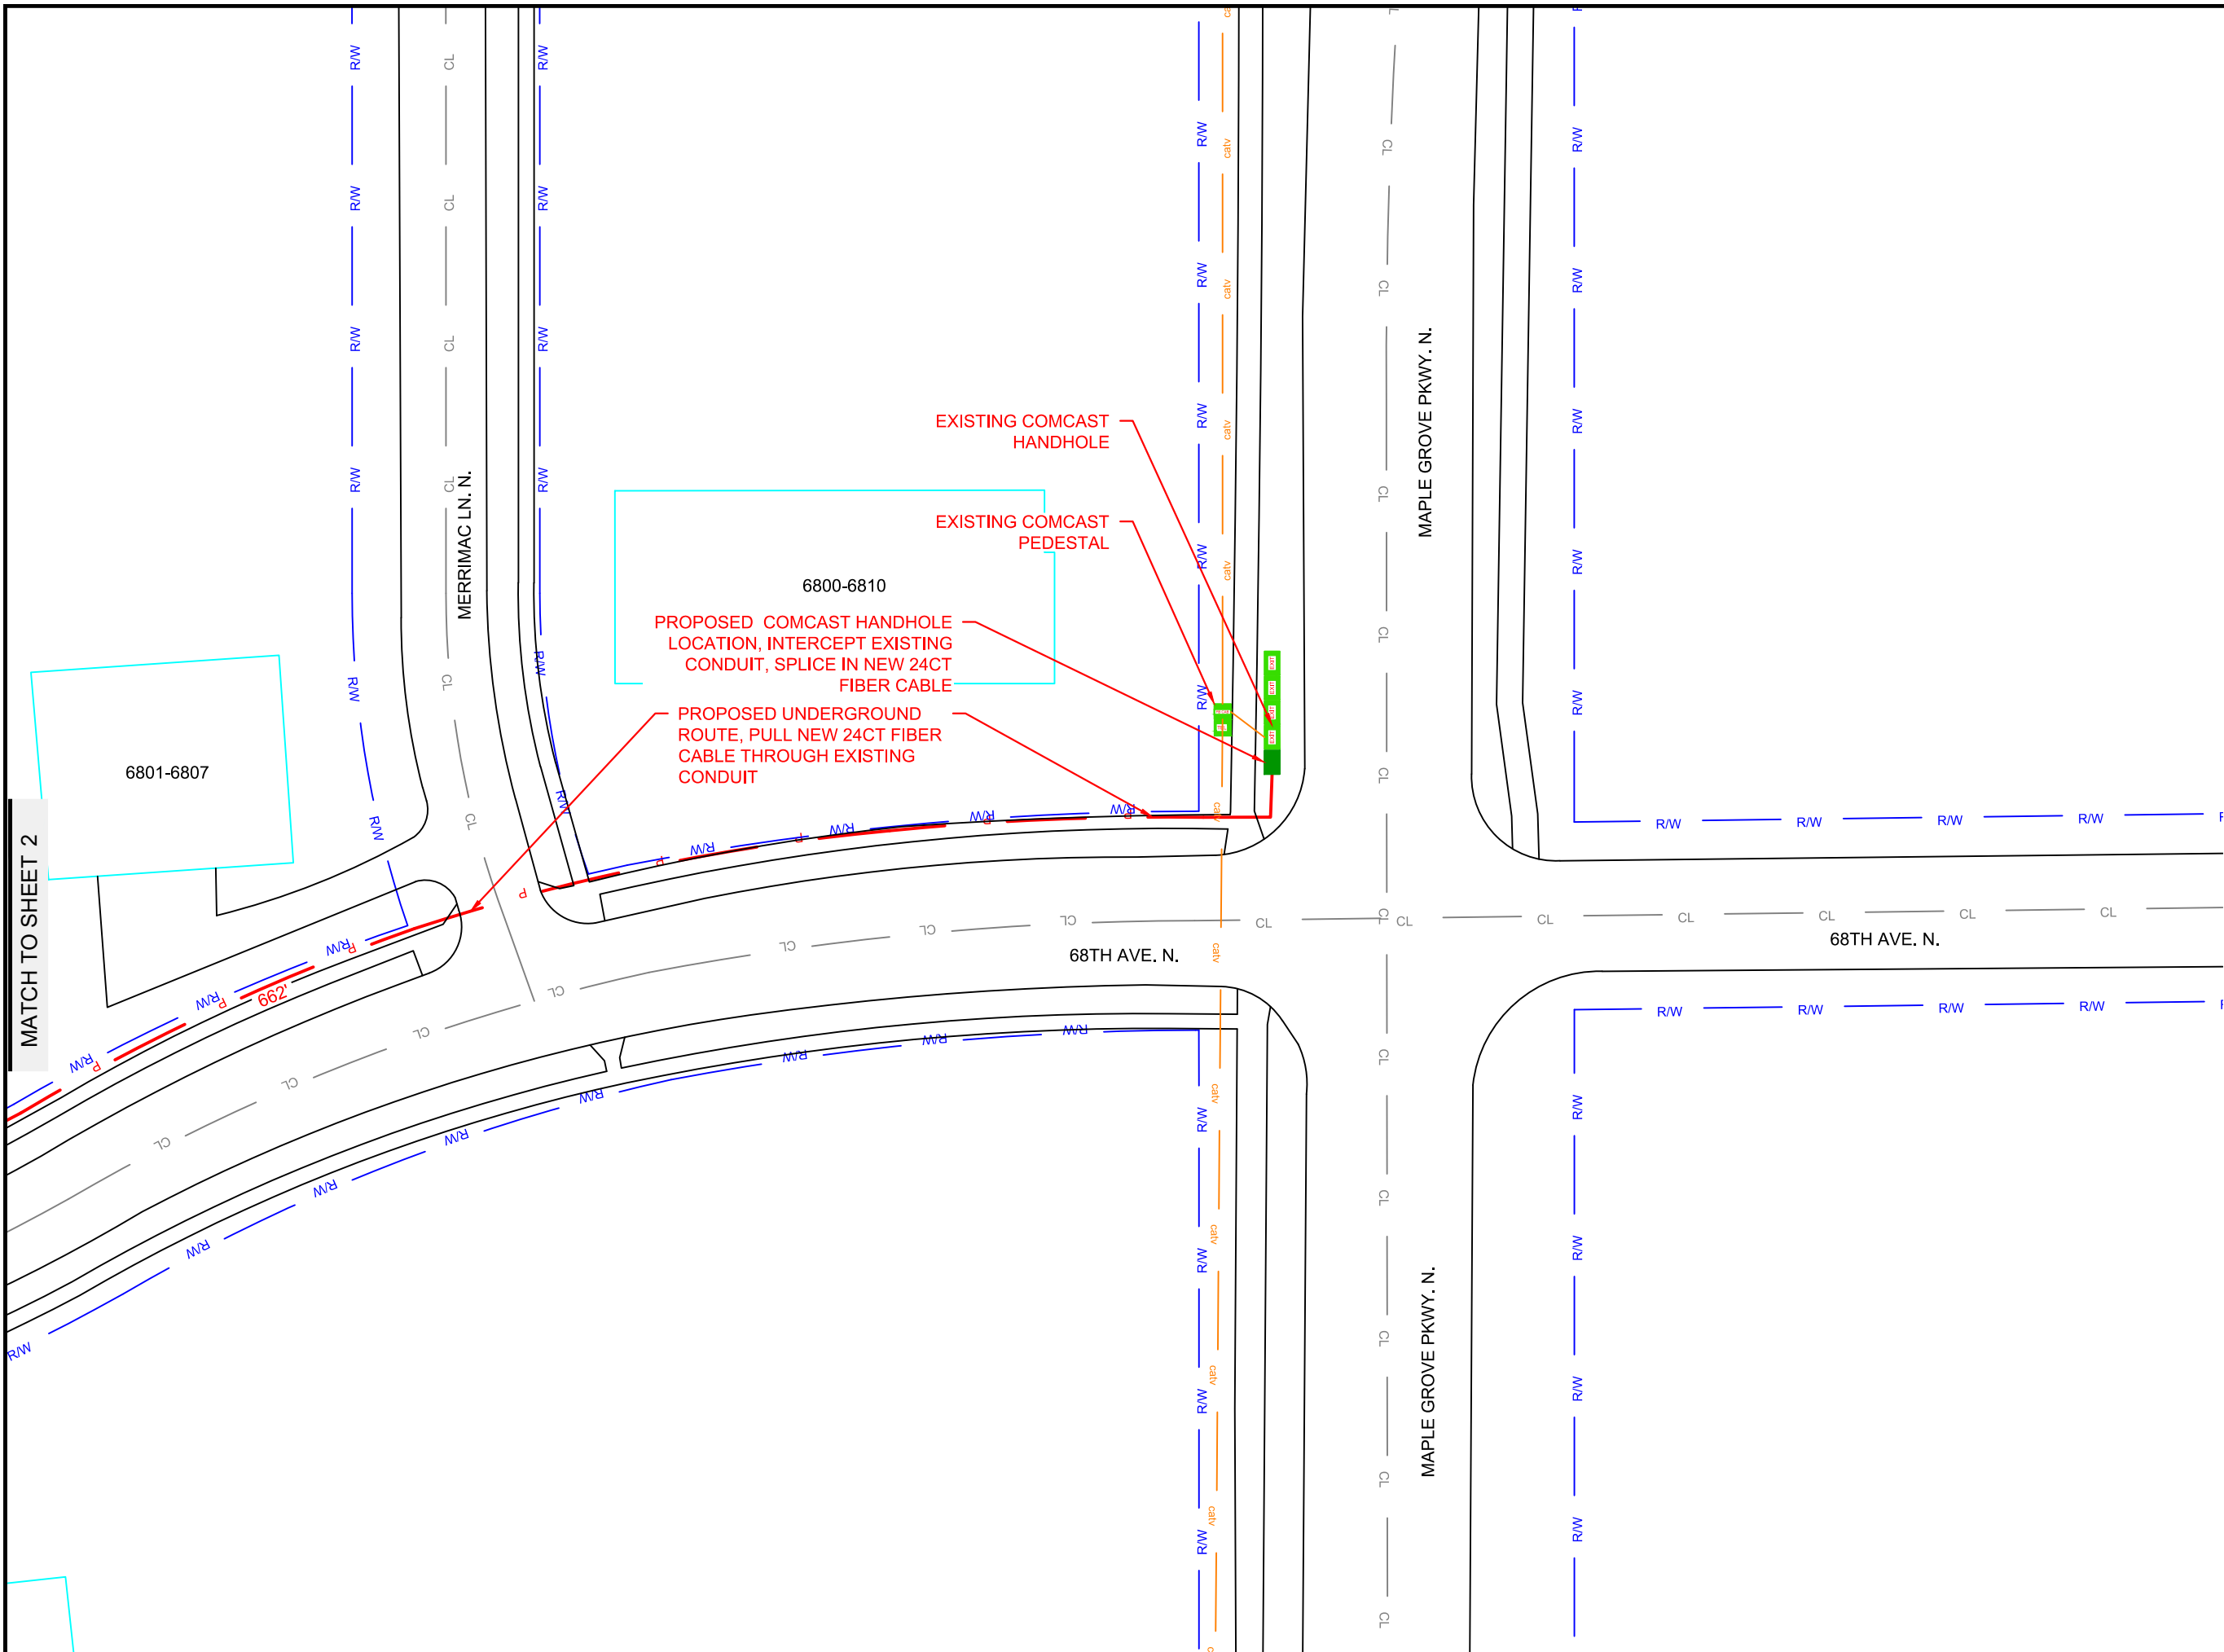 EXISTING COMCAST
HANDHOLE
EXISTING COMCAST
PEDESTAL
6800-6810
PROPOSED  COMCAST HANDHOLE
LOCATION, INTERCEPT EXISTING
CONDUIT, SPLICE IN NEW 24CT
FIBER CABLE
PROPOSED UNDERGROUND
ROUTE, PULL NEW 24CT FIBER
CABLE THROUGH EXISTING
CONDUIT
6801-6807
MATCH TO SHEET 2
662'
MERRIMAC LN. N.
MAPLE GROVE PKWY. N.
68TH AVE. N.
68TH AVE. N.
MAPLE GROVE PKWY. N.
R/W
CL
catv
P